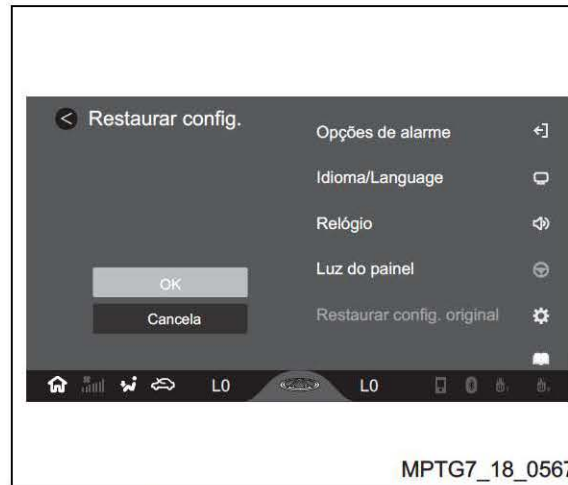 < Restaurar config.
Opções de alarme
Idioma/Language
Relógio
Luz do painel
Restaurar config. original
OK
Cancela
L0
L0
MPTG7_18_0567